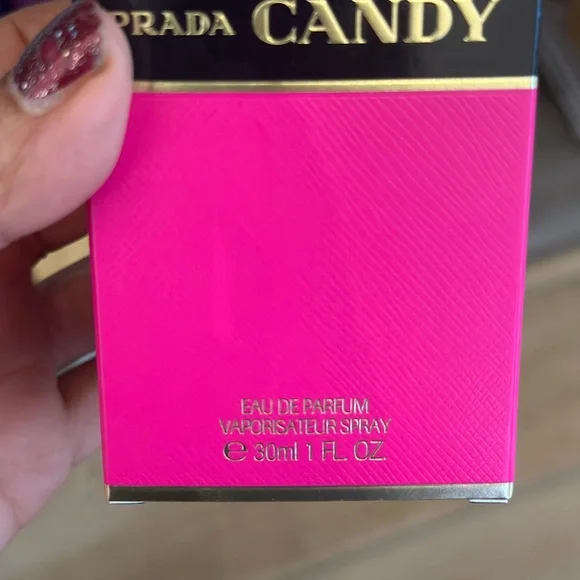 PRADA CANDY
EAU DE PARFUM
VAPORISATEUR SPRAY
℮ 30ml 1 FL. OZ.